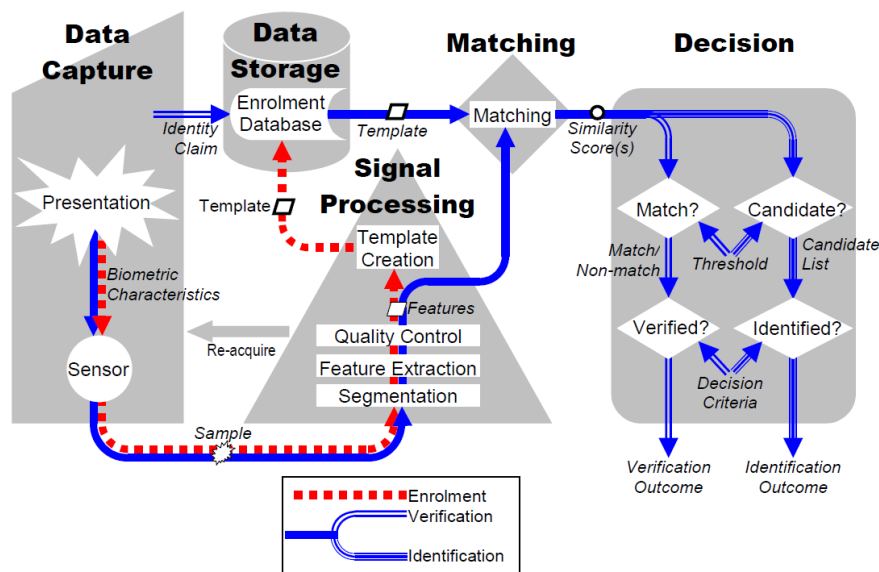 Data
Capture
Data
Storage
Matching
Decision
Enrolment
Database
Identity
Claim
Template
Matching
Similarity
Score(s)
Signal
Processing
Presentation
Template
Template
Creation
Match?
Candidate?
Match/
Non-match
Threshold
Candidate
List
Biometric
Characteristics
Features
Quality Control
Feature Extraction
Segmentation
Re-acquire
Verified?
Identified?
Sensor
Decision
Criteria
Sample
Verification
Outcome
Identification
Outcome
Enrolment
Verification
Identification